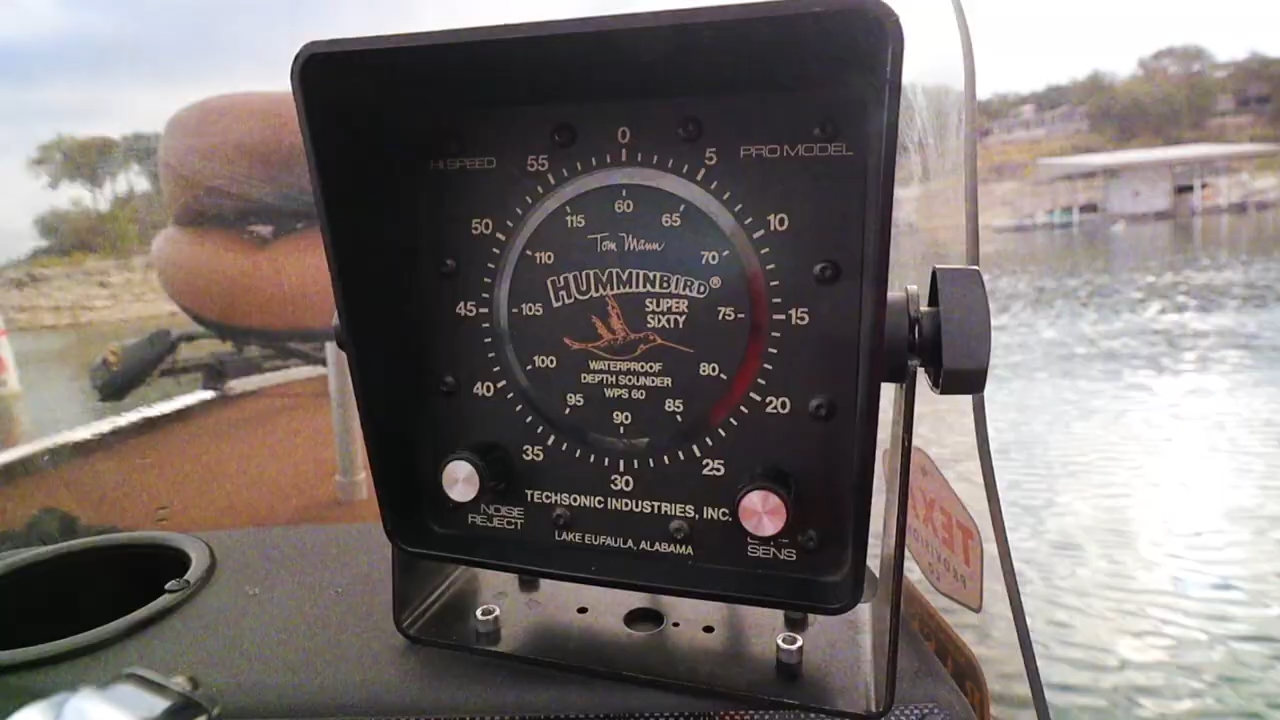 HI SPEED
PRO MODEL
0
5
10
15
20
25
30
35
40
45
50
55
60
65
70
75
80
85
90
95
100
105
110
115
Tom Mann
HUMMINBIRD®
SUPER
SIXTY
WATERPROOF
DEPTH SOUNDER
WPS 60
NOISE
REJECT
TECHSONIC INDUSTRIES, INC.
LAKE EUFAULA, ALABAMA
SENS